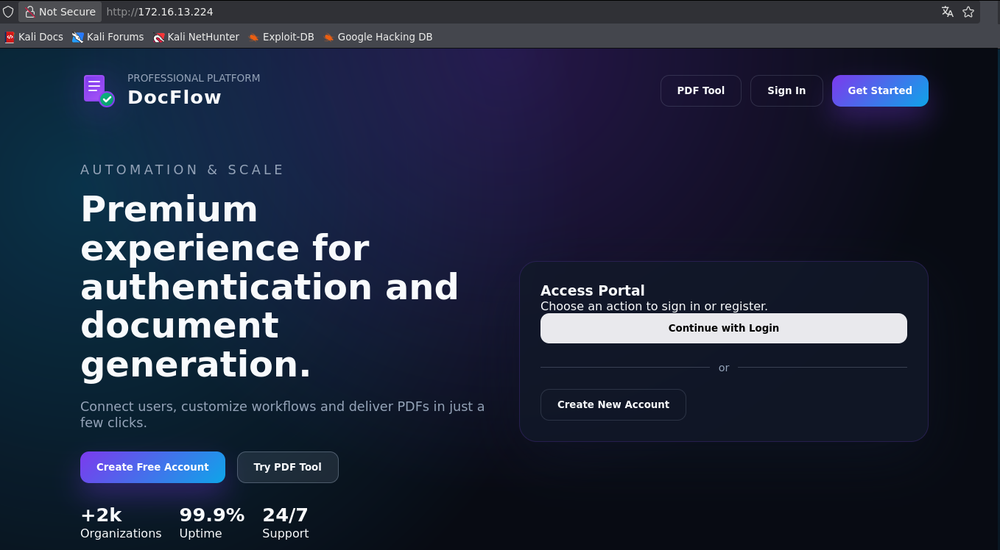 Not Secure http://172.16.13.224
Kali Docs Kali Forums Kali NetHunter Exploit-DB Google Hacking DB
PROFESSIONAL PLATFORM
DocFlow
PDF Tool Sign In Get Started
AUTOMATION & SCALE
Premium
experience for
authentication and
document
generation.
Connect users, customize workflows and deliver PDFs in just a
few clicks.
Create Free Account Try PDF Tool
+2k 99.9% 24/7
Organizations Uptime Support
Access Portal
Choose an action to sign in or register.
Continue with Login
or
Create New Account